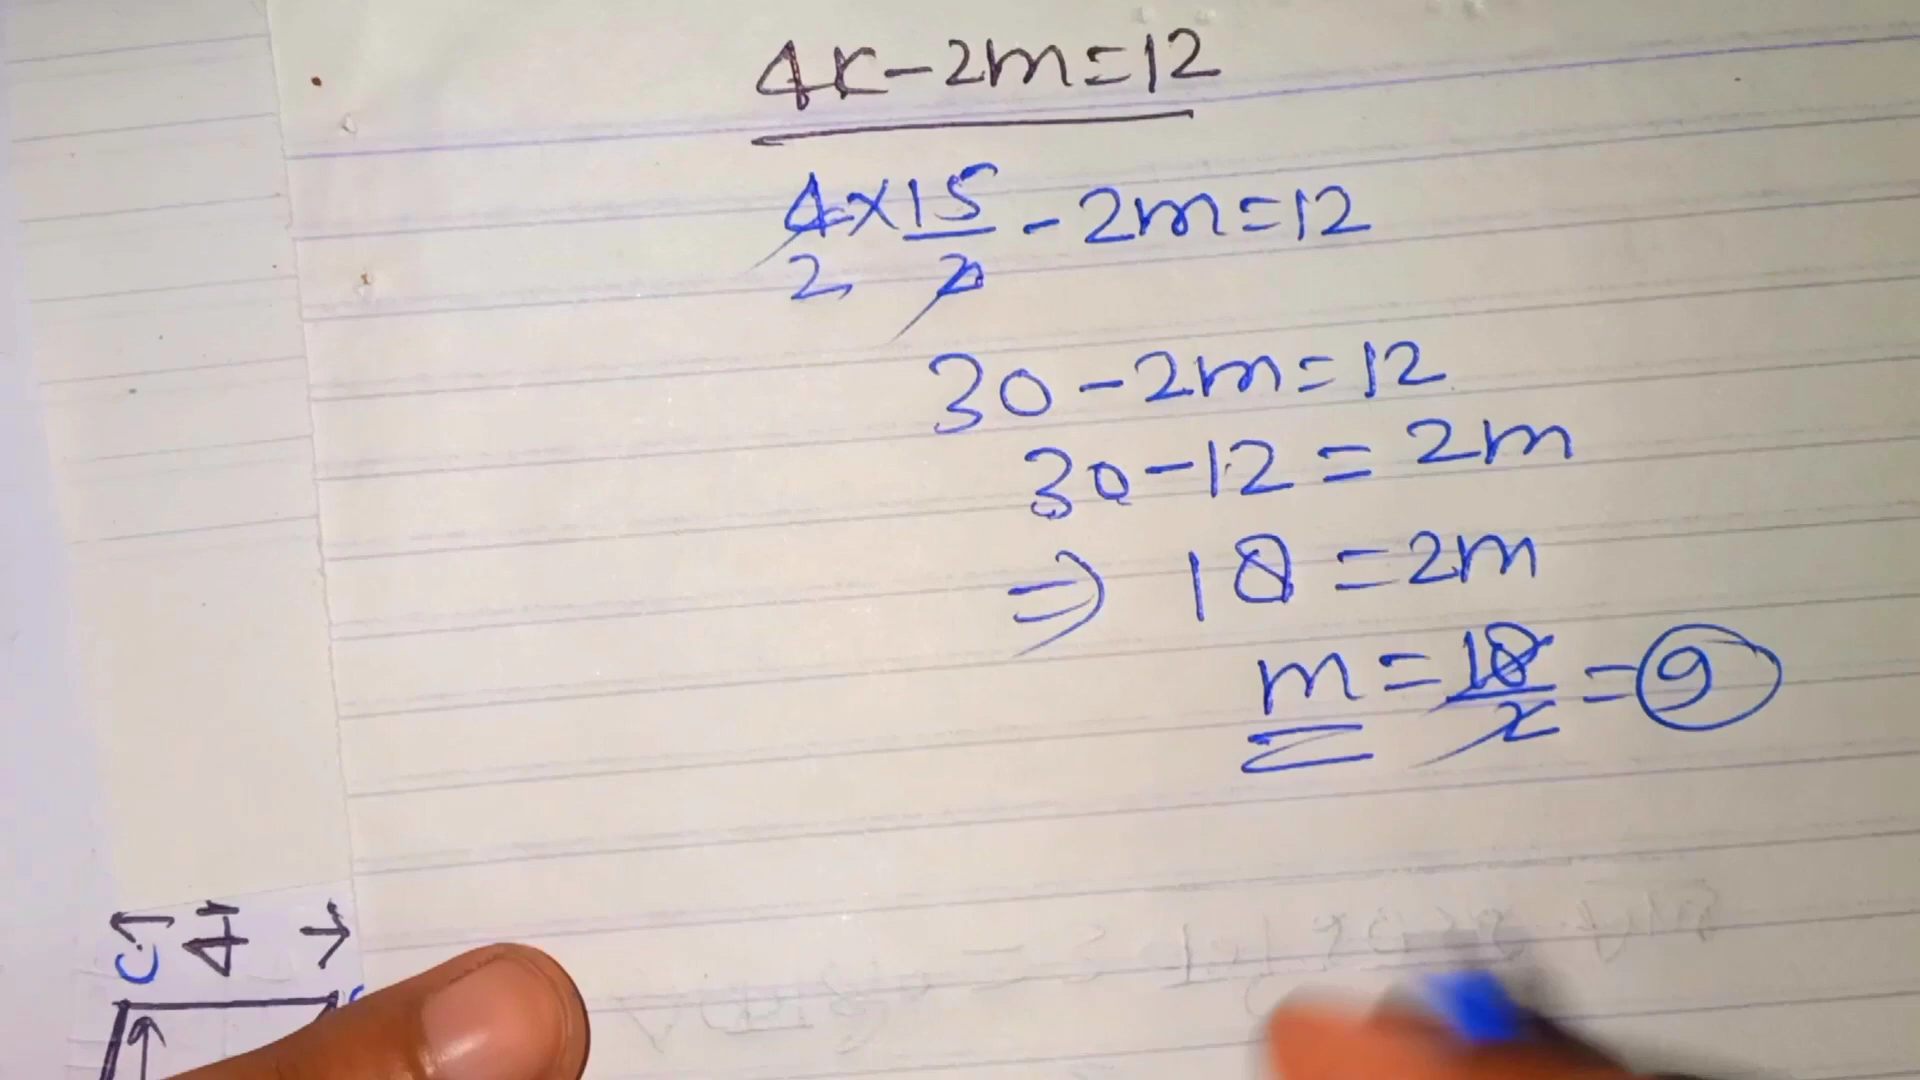 4k-2m=12
4×15/2 - 2m=12
2
30-2m=12
30-12=2m
⇒ 18=2m
m=18/2=9